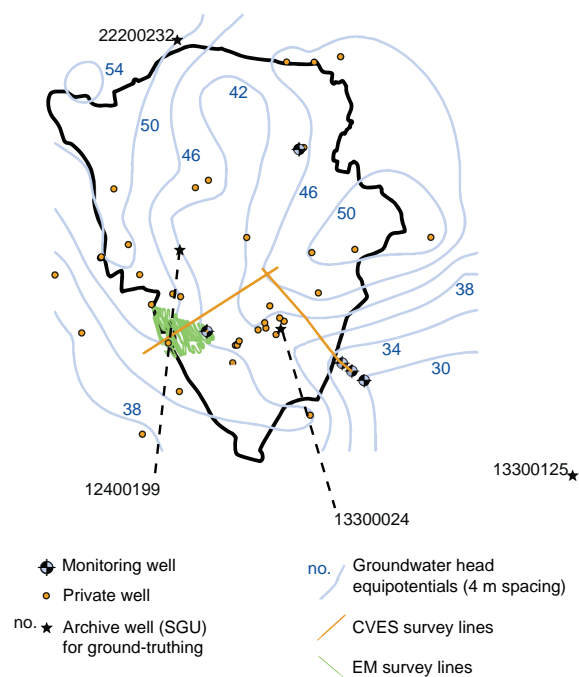 22200232
54
42
50
46
46
50
38
34
30
38
13300125
12400199
13300024
Monitoring well
Private well
no. Archive well (SGU)
for ground-truthing
no. Groundwater head
equipotentials (4 m spacing)
CVES survey lines
EM survey lines